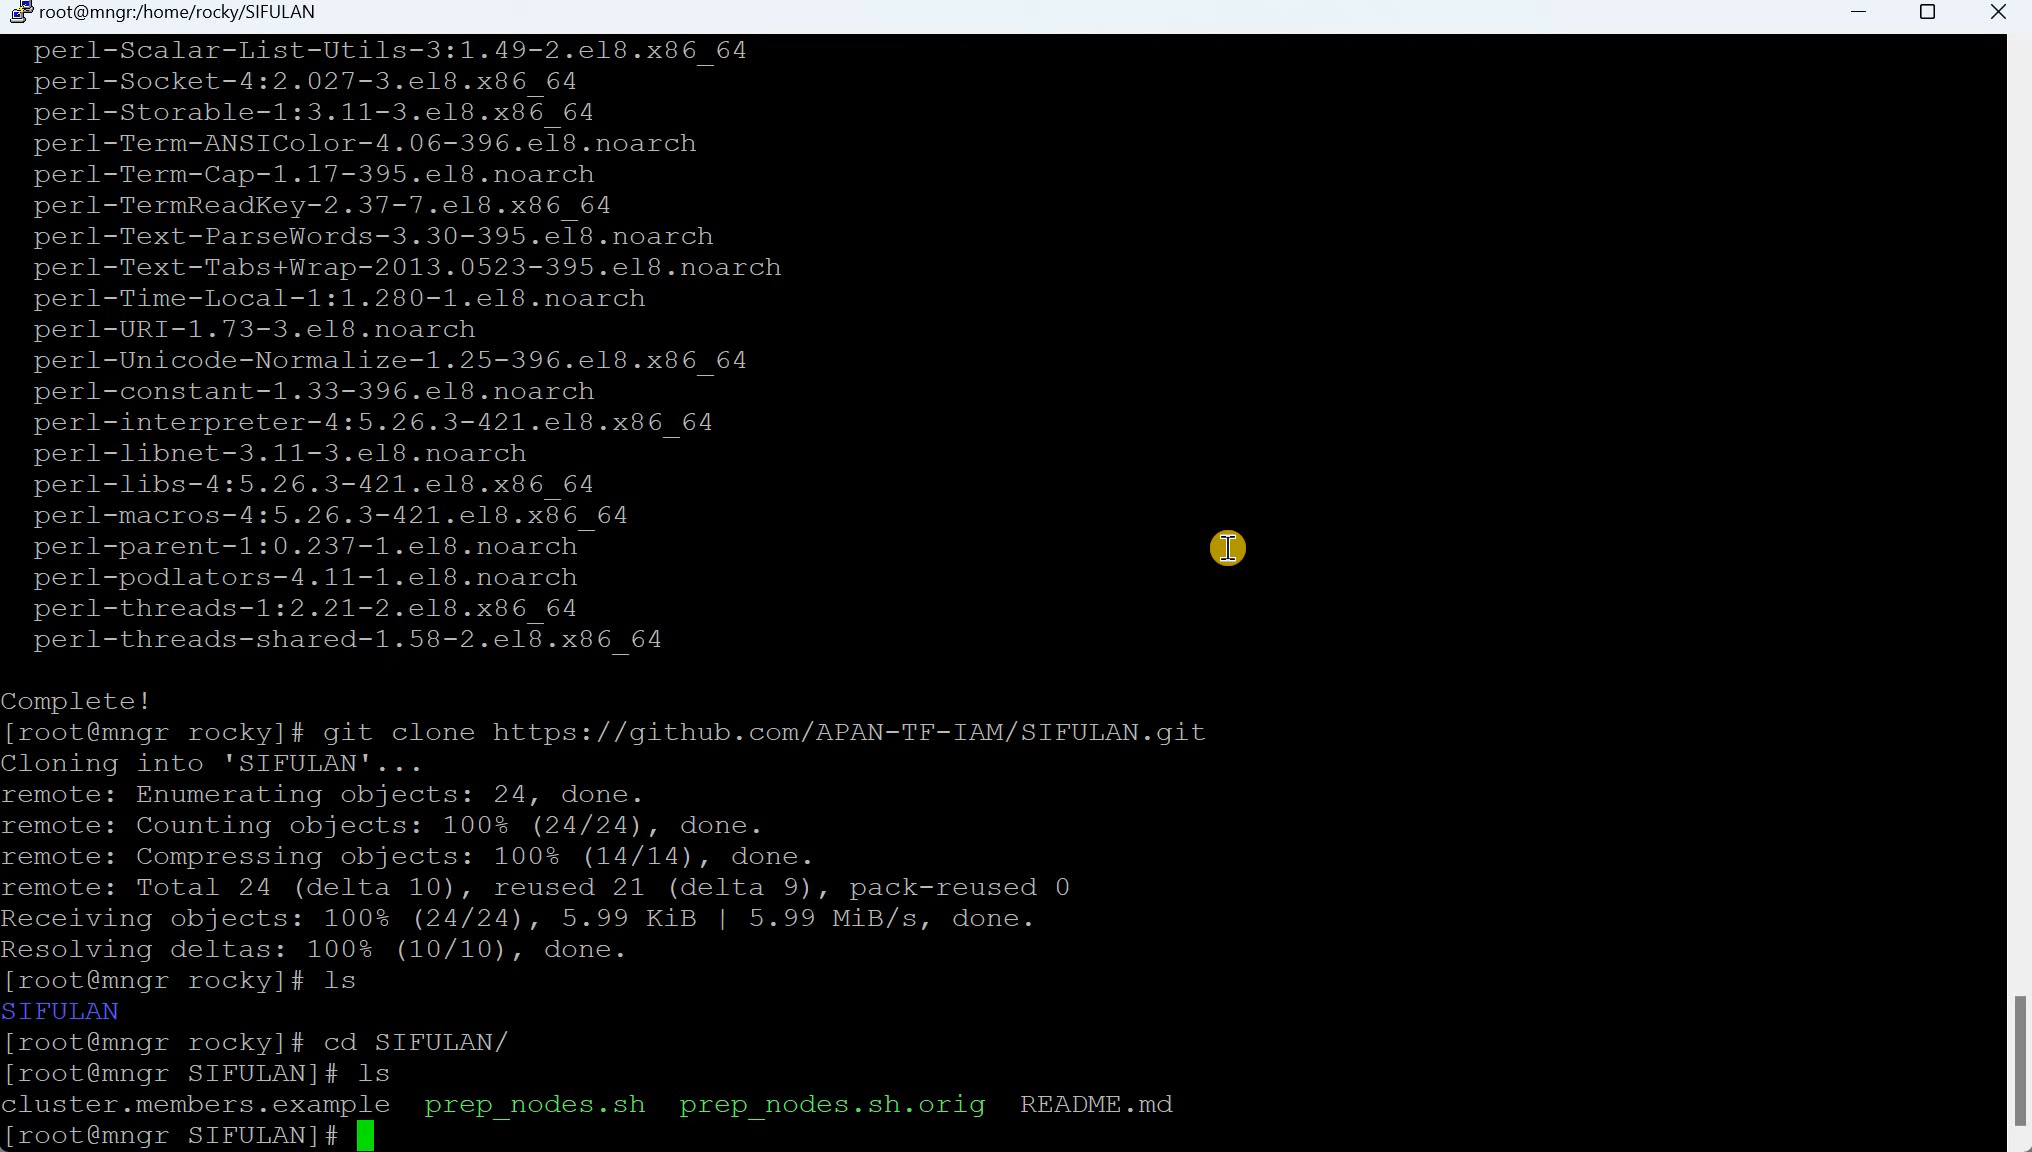 root@mngr:/home/rocky/SIFULAN
perl-Scalar-List-Utils-3:1.49-2.el8.x86_64
perl-Socket-4:2.027-3.el8.x86_64
perl-Storable-1:3.11-3.el8.x86_64
perl-Term-ANSIColor-4.06-396.el8.noarch
perl-Term-Cap-1.17-395.el8.noarch
perl-TermReadKey-2.37-7.el8.x86_64
perl-Text-ParseWords-3.30-395.el8.noarch
perl-Text-Tabs+Wrap-2013.0523-395.el8.noarch
perl-Time-Local-1:1.280-1.el8.noarch
perl-URI-1.73-3.el8.noarch
perl-Unicode-Normalize-1.25-396.el8.x86_64
perl-constant-1.33-396.el8.noarch
perl-interpreter-4:5.26.3-421.el8.x86_64
perl-libnet-3.11-3.el8.noarch
perl-libs-4:5.26.3-421.el8.x86_64
perl-macros-4:5.26.3-421.el8.x86_64
perl-parent-1:0.237-1.el8.noarch
perl-podlators-4.11-1.el8.noarch
perl-threads-1:2.21-2.el8.x86_64
perl-threads-shared-1.58-2.el8.x86_64
Complete!
[root@mngr rocky]# git clone https://github.com/APAN-TF-IAM/SIFULAN.git
Cloning into 'SIFULAN'...
remote: Enumerating objects: 24, done.
remote: Counting objects: 100% (24/24), done.
remote: Compressing objects: 100% (14/14), done.
remote: Total 24 (delta 10), reused 21 (delta 9), pack-reused 0
Receiving objects: 100% (24/24), 5.99 KiB | 5.99 MiB/s, done.
Resolving deltas: 100% (10/10), done.
[root@mngr rocky]# ls
SIFULAN
[root@mngr rocky]# cd SIFULAN/
[root@mngr SIFULAN]# ls
cluster.members.example  prep_nodes.sh  prep_nodes.sh.orig  README.md
[root@mngr SIFULAN]#